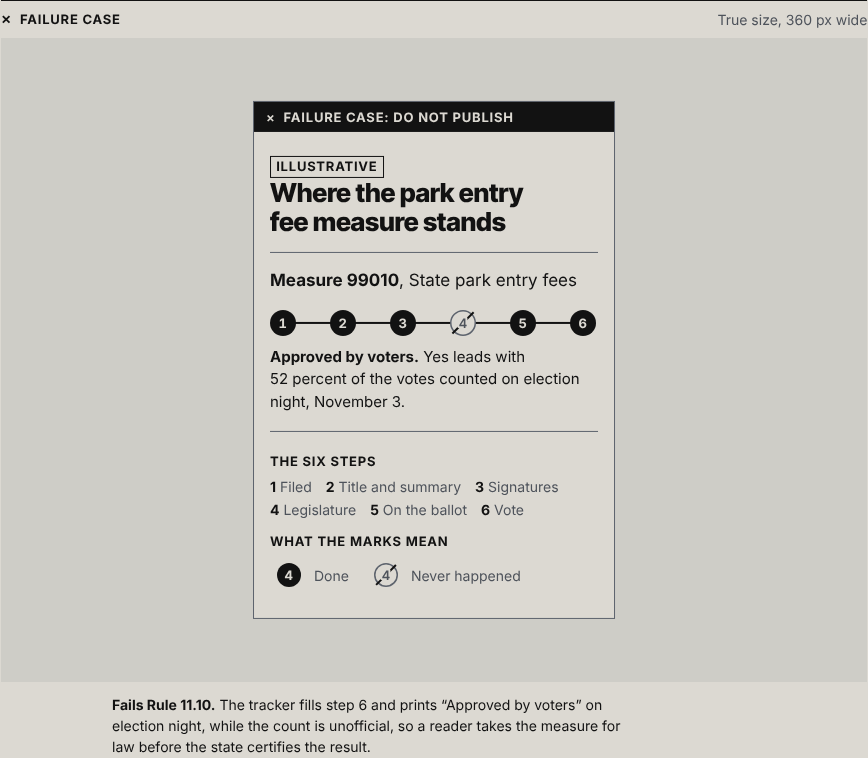 × FAILURE CASE
True size, 360 px wide
× FAILURE CASE: DO NOT PUBLISH
ILLUSTRATIVE
Where the park entry
fee measure stands
Measure 99010, State park entry fees
1 2 3 4 5 6
Approved by voters. Yes leads with
52 percent of the votes counted on election
night, November 3.
THE SIX STEPS
1 Filed 2 Title and summary 3 Signatures
4 Legislature 5 On the ballot 6 Vote
WHAT THE MARKS MEAN
4 Done 4 Never happened
Fails Rule 11.10. The tracker fills step 6 and prints “Approved by voters” on
election night, while the count is unofficial, so a reader takes the measure for
law before the state certifies the result.